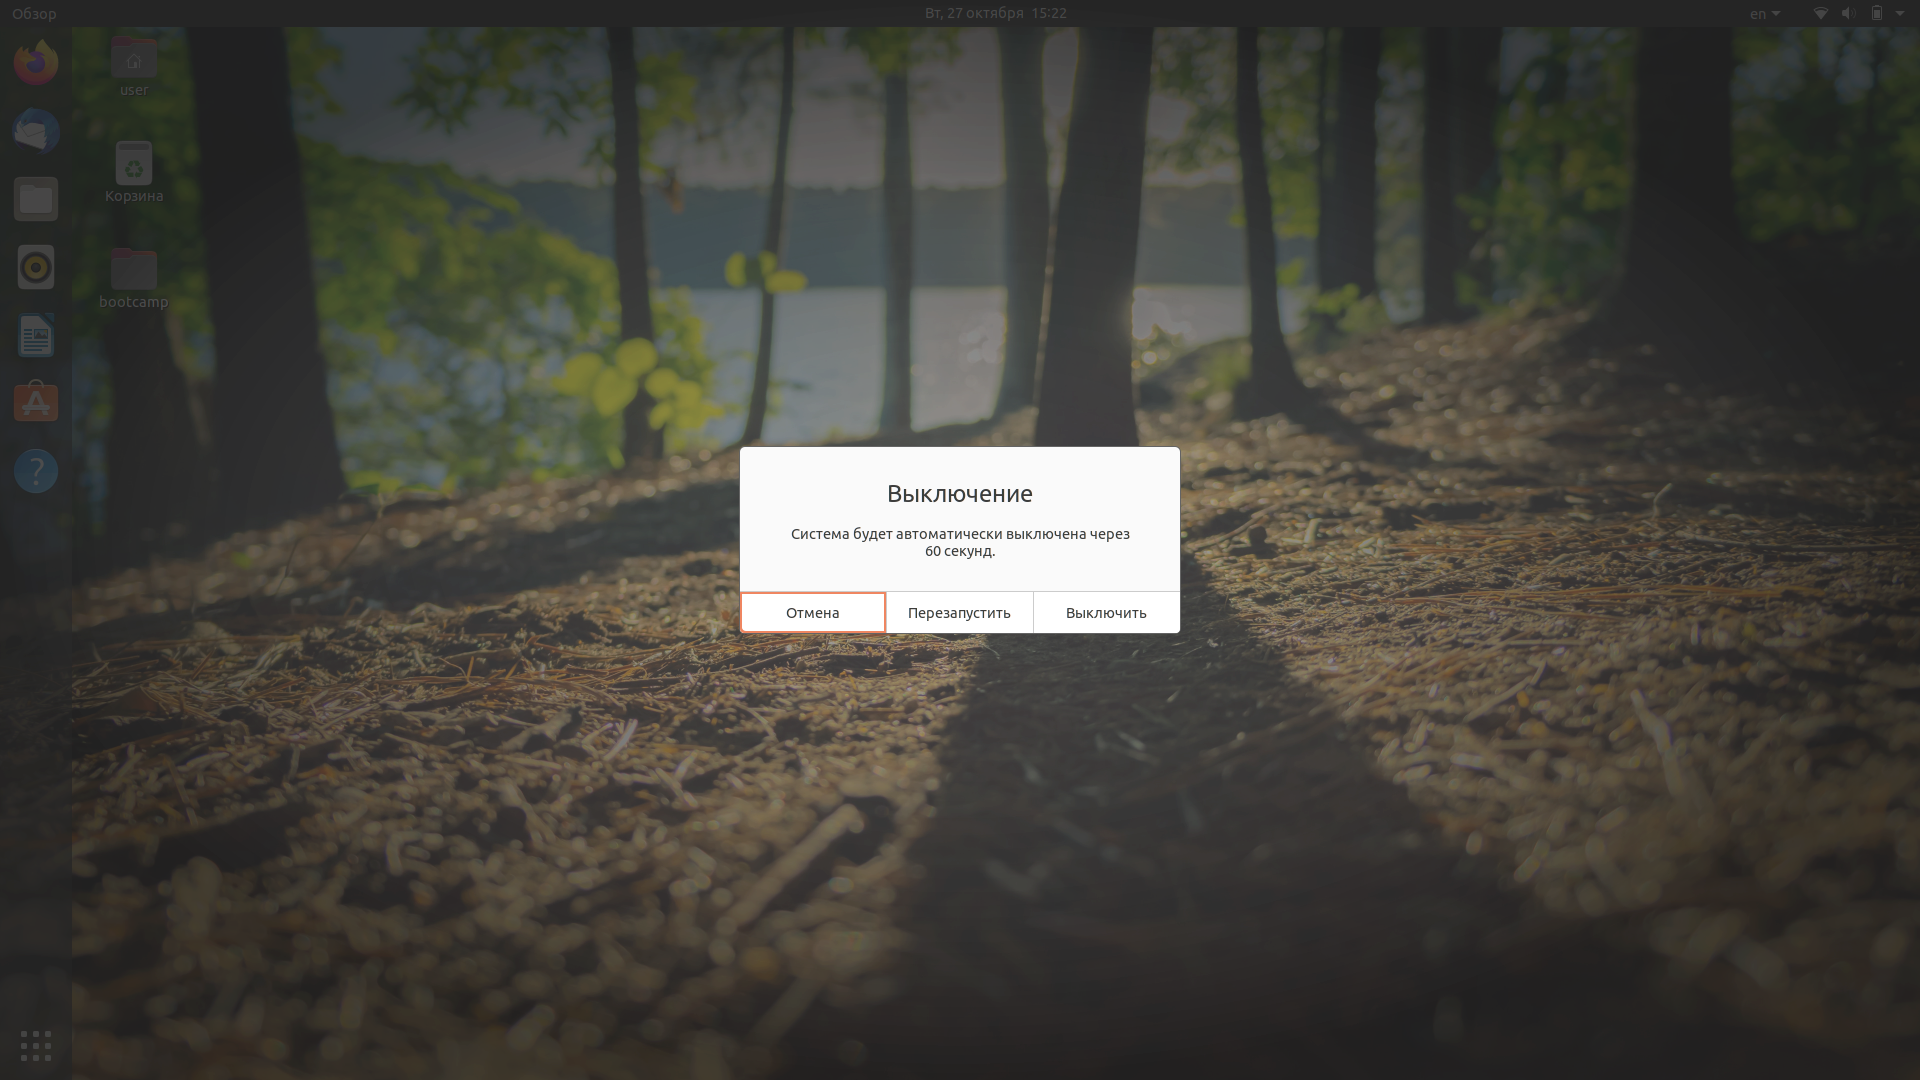 Обзор
Вт, 27 октября 15:22
en
user
Корзина
bootcamp
Выключение
Система будет автоматически выключена через
60 секунд.
Отмена
Перезапустить
Выключить